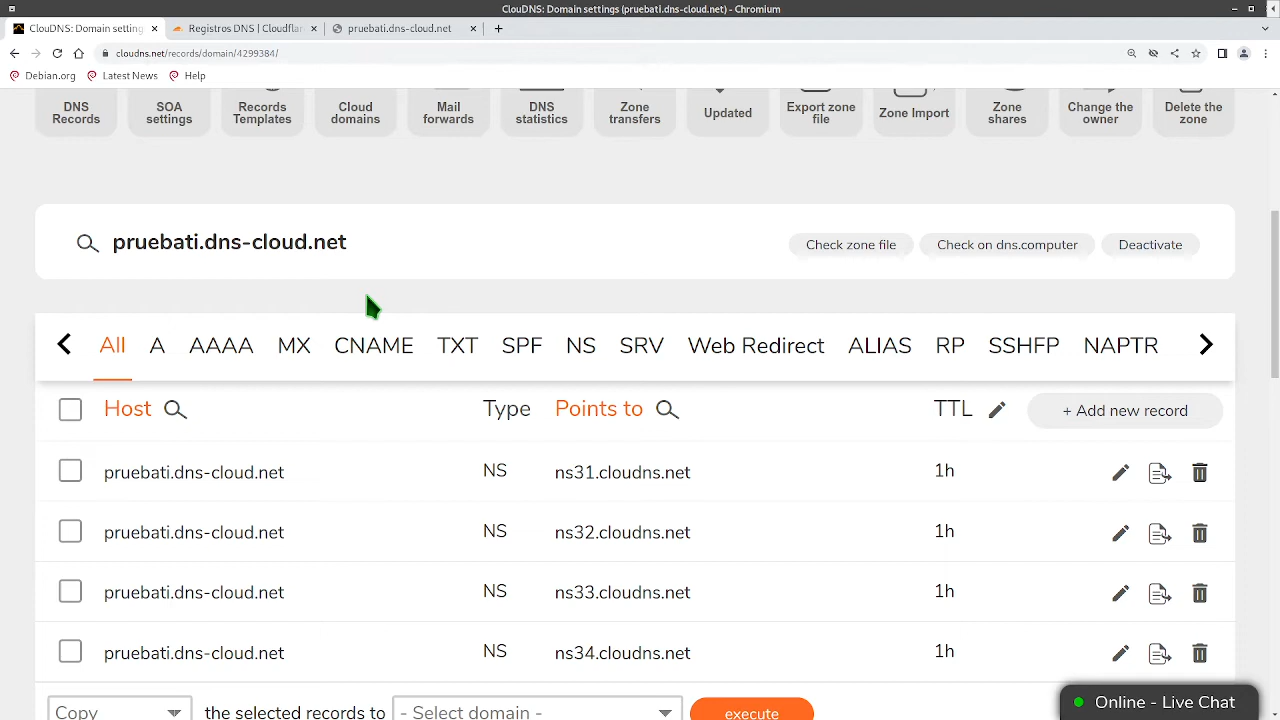 ClouDNS: Domain settings (pruebati.dns-cloud.net) - Chromium
ClouDNS: Domain setting
Registros DNS | Cloudflar
pruebati.dns-cloud.net
cloudns.net/records/domain/4299384/
Debian.org
Latest News
Help
DNS Records
SOA settings
Records Templates
Cloud domains
Mail forwards
DNS statistics
Zone transfers
Updated
Export zone file
Zone Import
Zone shares
Change the owner
Delete the zone
pruebati.dns-cloud.net
Check zone file
Check on dns.computer
Deactivate
All A AAAA MX CNAME TXT SPF NS SRV Web Redirect ALIAS RP SSHFP NAPTR
Host Type Points to TTL + Add new record
pruebati.dns-cloud.net NS ns31.cloudns.net 1h
pruebati.dns-cloud.net NS ns32.cloudns.net 1h
pruebati.dns-cloud.net NS ns33.cloudns.net 1h
pruebati.dns-cloud.net NS ns34.cloudns.net 1h
Copy the selected records to - Select domain - execute
Online - Live Chat